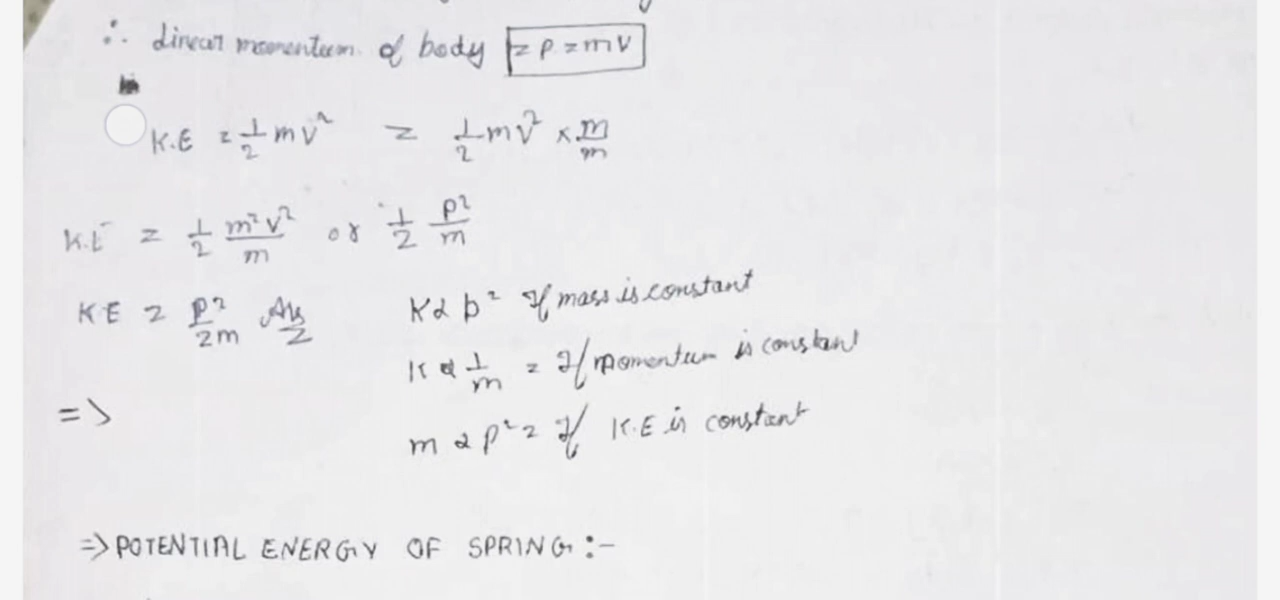 ∴ Linear momentum of body = P = mv
K.E = 1/2 mv² = 1/2 mv² × m/m
K.E = 1/2 m²v²/m or 1/2 P²/m
KE = P²/2m Ans
K α p² If mass is constant
K α 1/m = If momentum is constant
=>
m α p² = If K.E is constant
=> POTENTIAL ENERGY OF SPRING :-